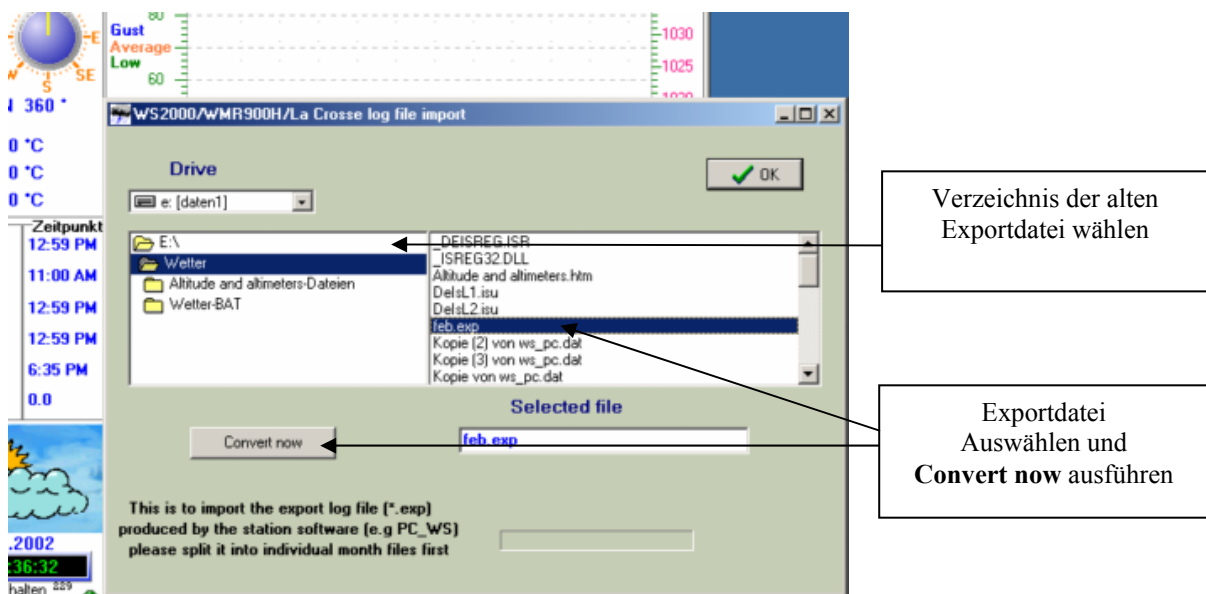 80
Gust
Average
Low
60
1030
1025
1020
E
SE
S
W
360 °
0 °C
0 °C
0 °C
Zeitpunkt
12:59 PM
11:00 AM
12:59 PM
12:59 PM
6:35 PM
0.0
.2002
:36:32
halten 229
WS2000/WMR900H/La Crosse log file import
Drive
OK
e: [daten1]
E:\
Wetter
Altitude and altimeters-Dateien
Wetter-BAT
_DEISREG.ISR
_ISREG32.DLL
Altitude and altimeters.htm
DelsL1.isu
DelsL2.isu
feb.exp
Kopie (2) von ws_pc.dat
Kopie (3) von ws_pc.dat
Kopie von ws_pc.dat
Selected file
Convert now
feb.exp
This is to import the export log file (*.exp)
produced by the station software (e.g PC_WS)
please split it into individual month files first
Verzeichnis der alten
Exportdatei wählen
Exportdatei
Auswählen und
Convert now ausführen